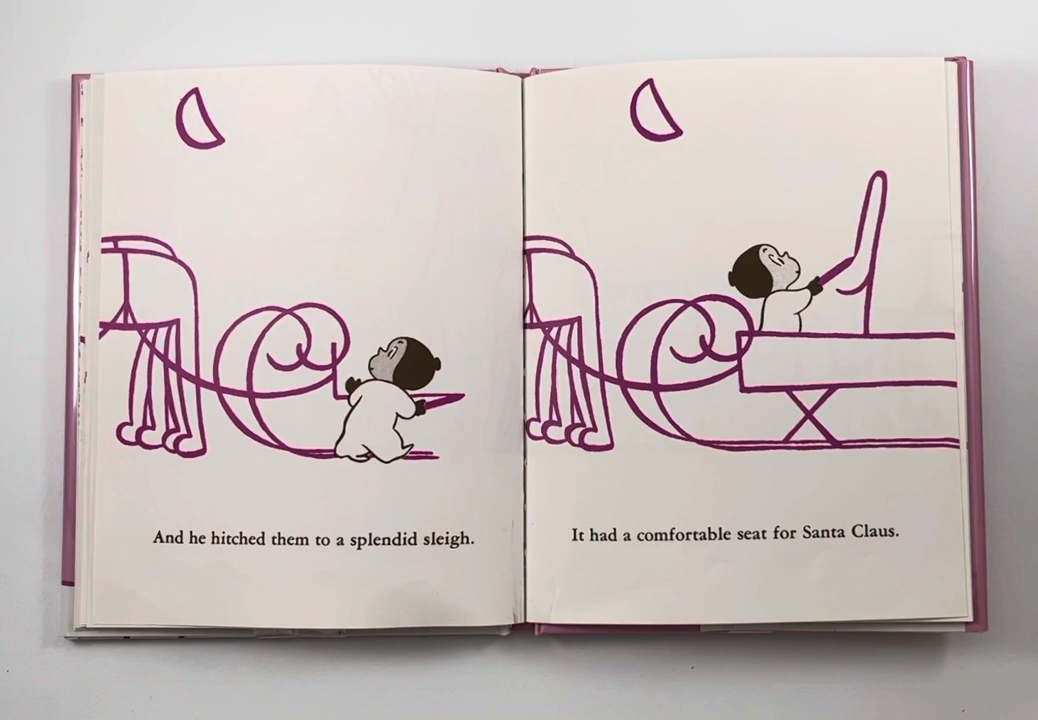 And he hitched them to a splendid sleigh.
It had a comfortable seat for Santa Claus.